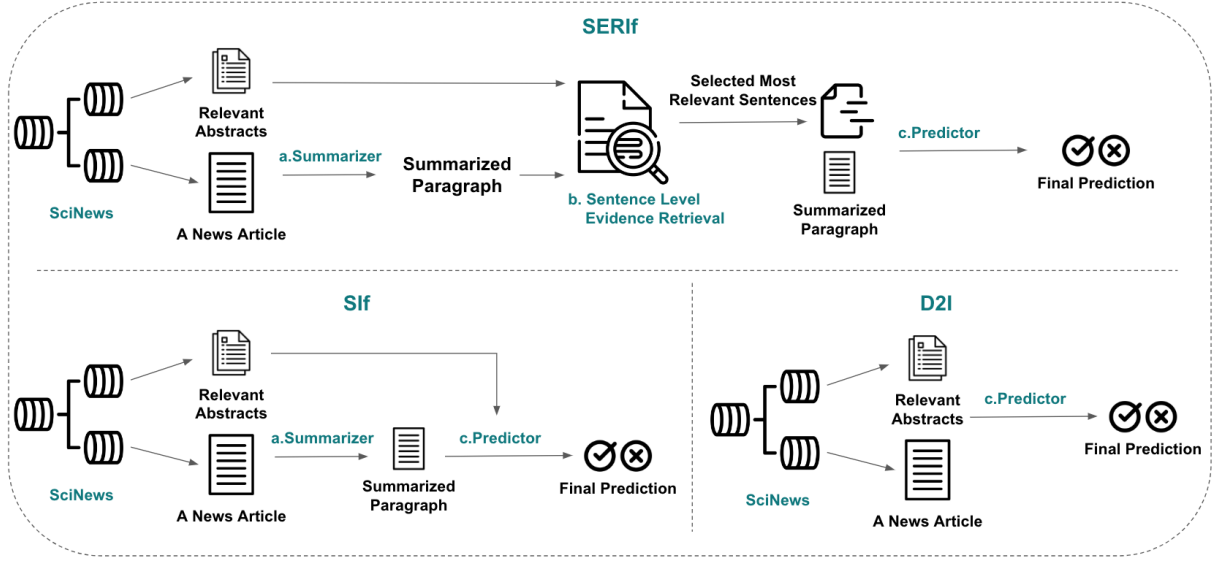 SERIf
Relevant
Abstracts
SciNews
A News Article
a.Summarizer
Summarized
Paragraph
b. Sentence Level
Evidence Retrieval
Selected Most
Relevant Sentences
Summarized
Paragraph
c.Predictor
Final Prediction
SIf
Relevant
Abstracts
SciNews
A News Article
a.Summarizer
Summarized
Paragraph
c.Predictor
Final Prediction
D2I
Relevant
Abstracts
SciNews
A News Article
c.Predictor
Final Prediction